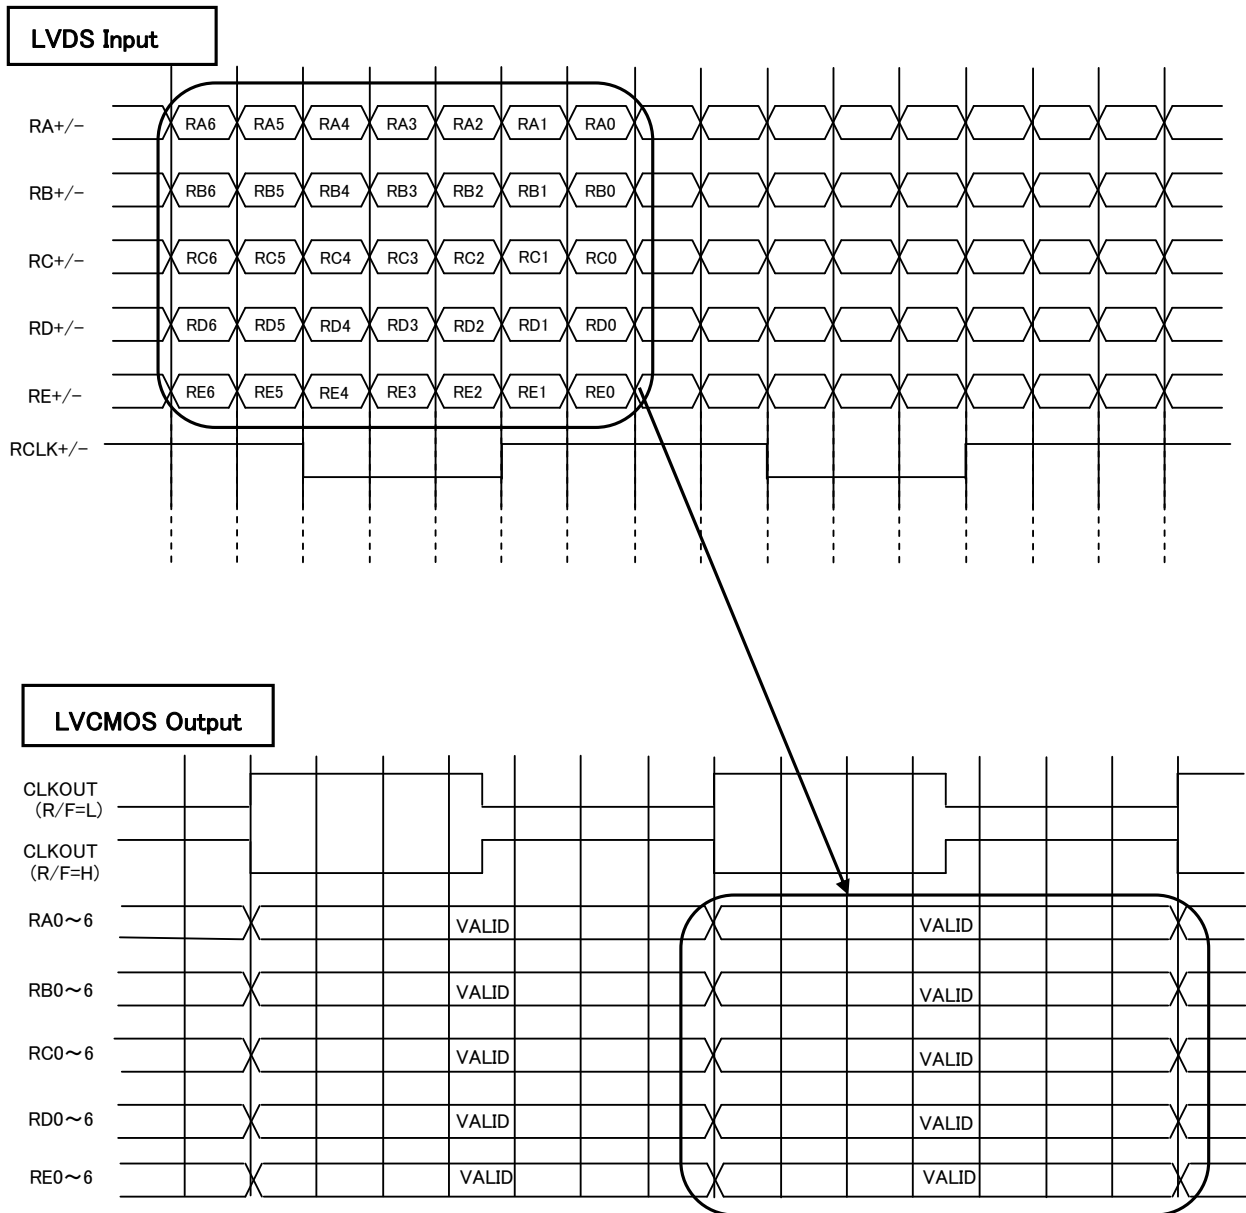 LVDS Input
RA+/- RA6 RA5 RA4 RA3 RA2 RA1 RA0
RB+/- RB6 RB5 RB4 RB3 RB2 RB1 RB0
RC+/- RC6 RC5 RC4 RC3 RC2 RC1 RC0
RD+/- RD6 RD5 RD4 RD3 RD2 RD1 RD0
RE+/- RE6 RE5 RE4 RE3 RE2 RE1 RE0
RCLK+/-
LVCMOS Output
CLKOUT
(R/F=L)
CLKOUT
(R/F=H)
RA0～6 VALID VALID
RB0～6 VALID VALID
RC0～6 VALID VALID
RD0～6 VALID VALID
RE0～6 VALID VALID